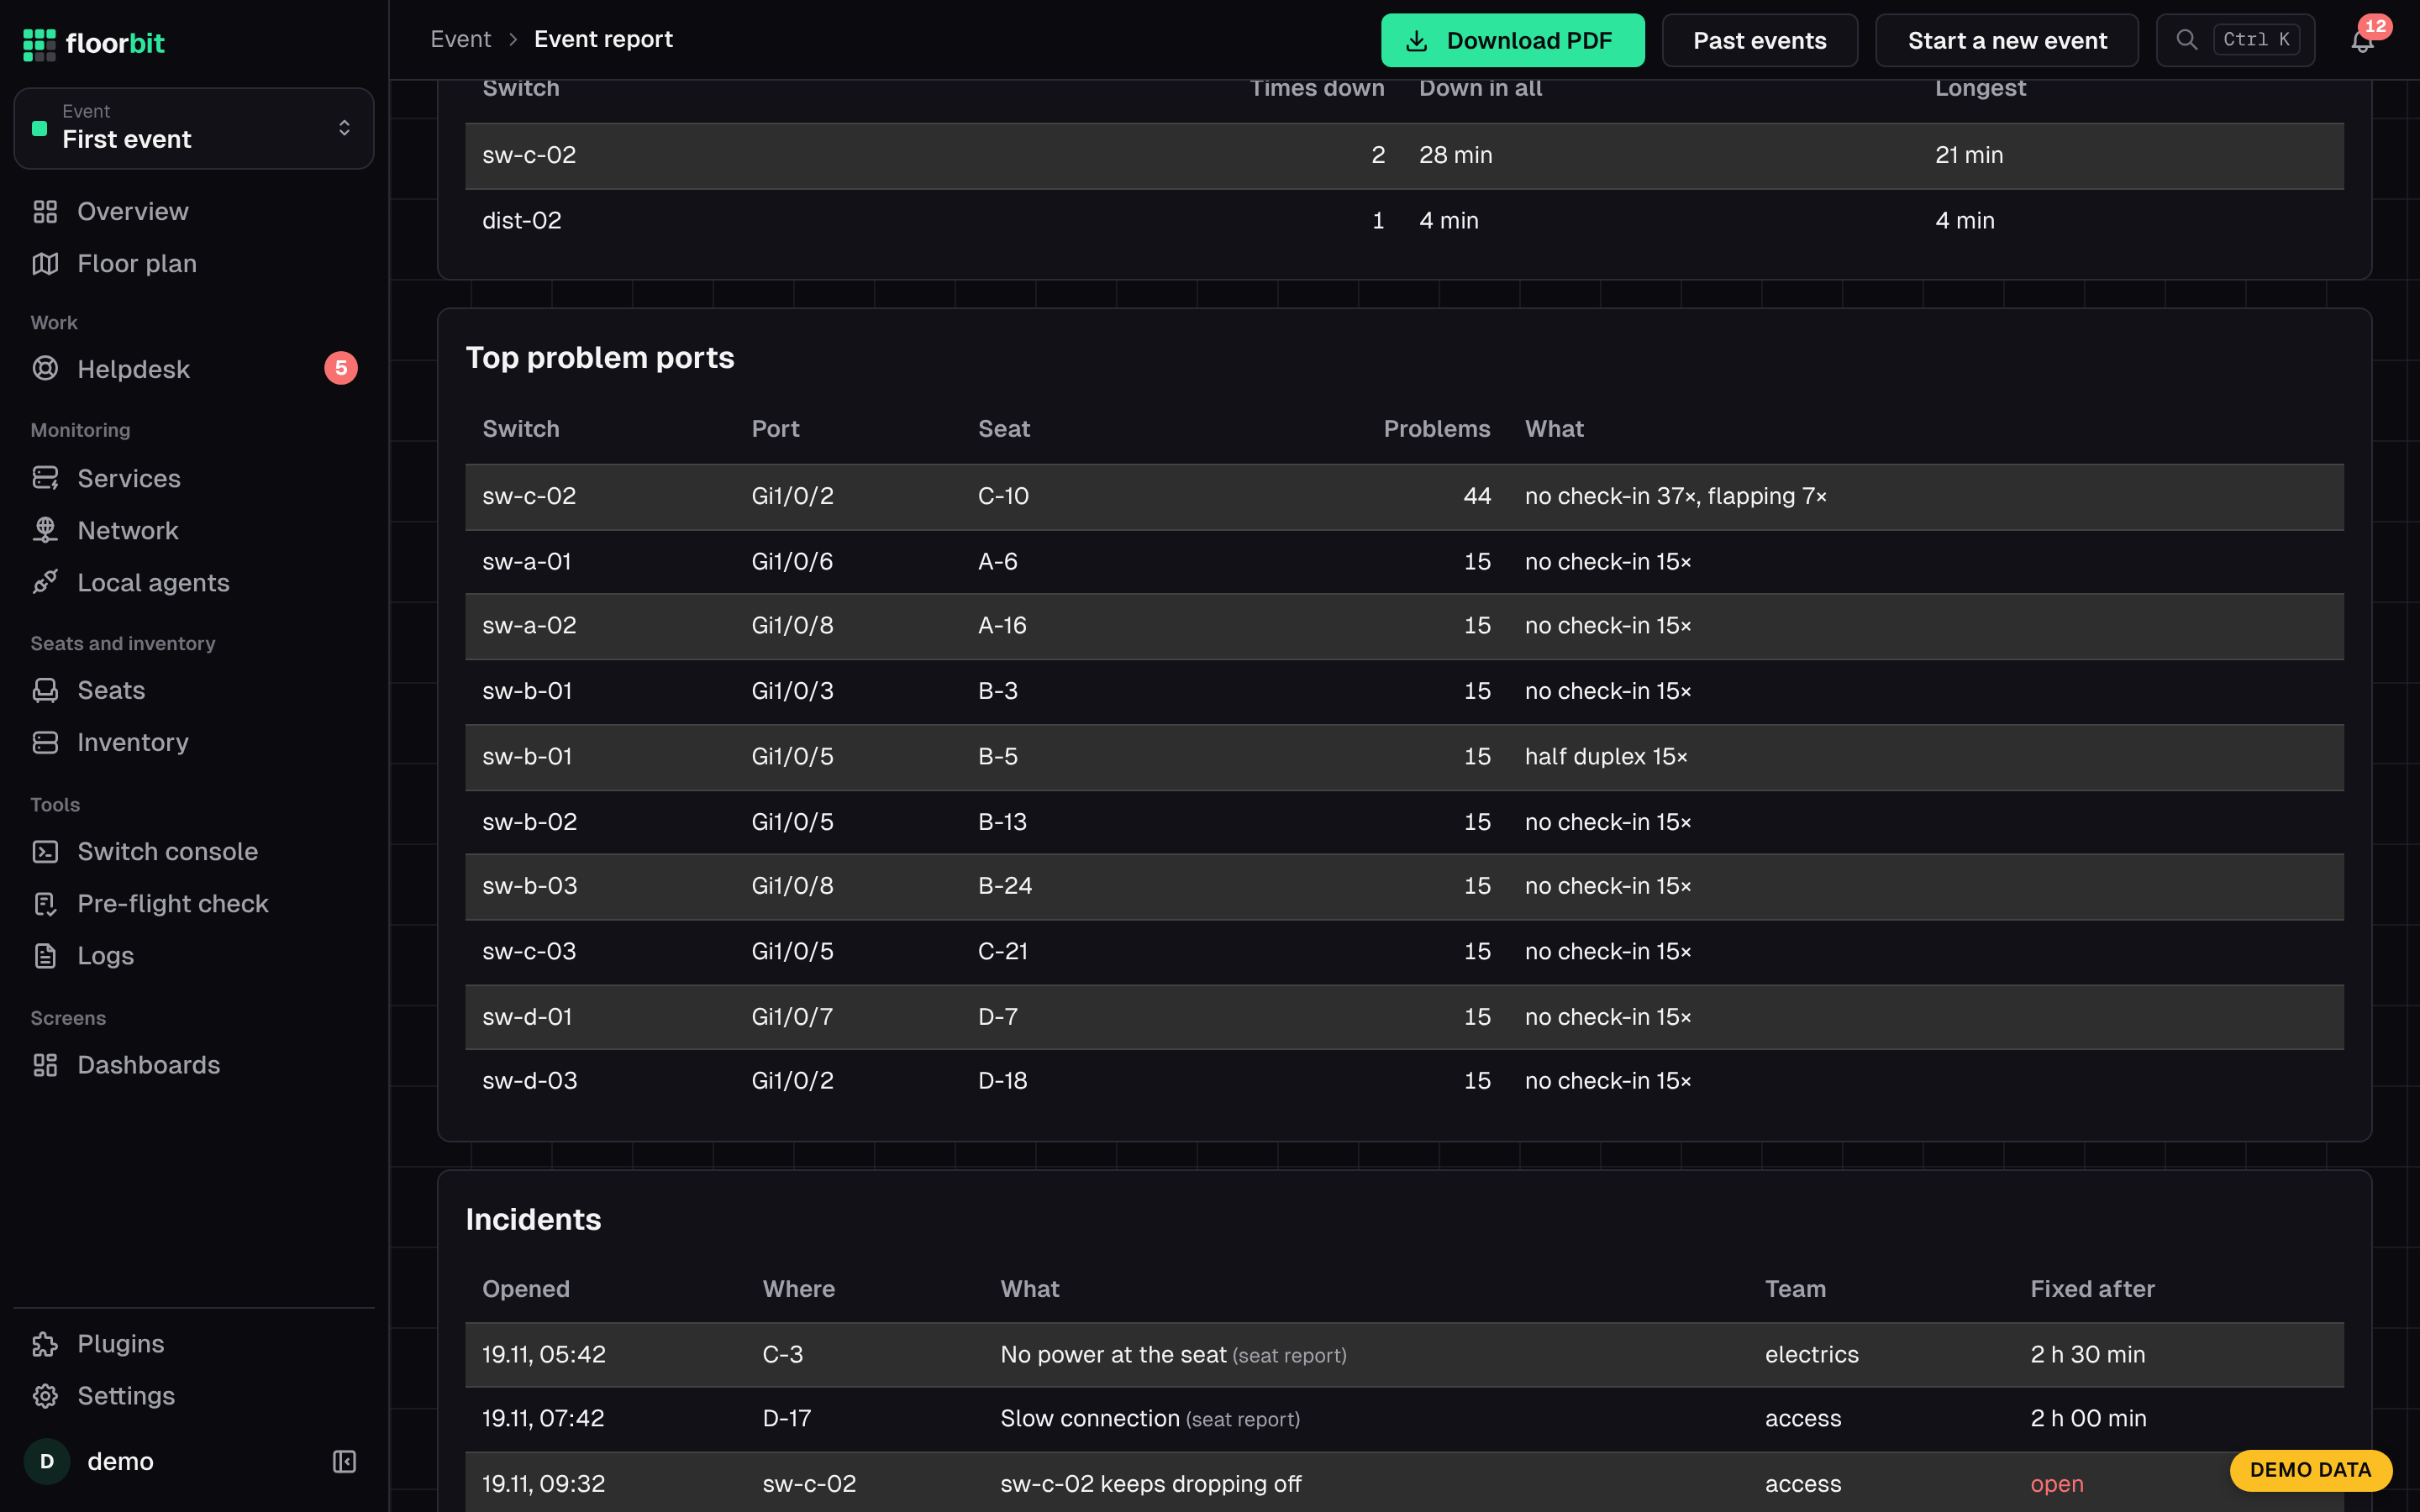 floorbit
Event > Event report
Download PDF
Past events
Start a new event
Ctrl K
12
Event
First event
Overview
Floor plan
Work
Helpdesk 5
Monitoring
Services
Network
Local agents
Seats and inventory
Seats
Inventory
Tools
Switch console
Pre-flight check
Logs
Screens
Dashboards
Plugins
Settings
D demo
Switch Times down Down in all Longest
sw-c-02 2 28 min 21 min
dist-02 1 4 min 4 min
Top problem ports
Switch Port Seat Problems What
sw-c-02 Gi1/0/2 C-10 44 no check-in 37×, flapping 7×
sw-a-01 Gi1/0/6 A-6 15 no check-in 15×
sw-a-02 Gi1/0/8 A-16 15 no check-in 15×
sw-b-01 Gi1/0/3 B-3 15 no check-in 15×
sw-b-01 Gi1/0/5 B-5 15 half duplex 15×
sw-b-02 Gi1/0/5 B-13 15 no check-in 15×
sw-b-03 Gi1/0/8 B-24 15 no check-in 15×
sw-c-03 Gi1/0/5 C-21 15 no check-in 15×
sw-d-01 Gi1/0/7 D-7 15 no check-in 15×
sw-d-03 Gi1/0/2 D-18 15 no check-in 15×
Incidents
Opened Where What Team Fixed after
19.11, 05:42 C-3 No power at the seat (seat report) electrics 2 h 30 min
19.11, 07:42 D-17 Slow connection (seat report) access 2 h 00 min
19.11, 09:32 sw-c-02 sw-c-02 keeps dropping off access open
DEMO DATA